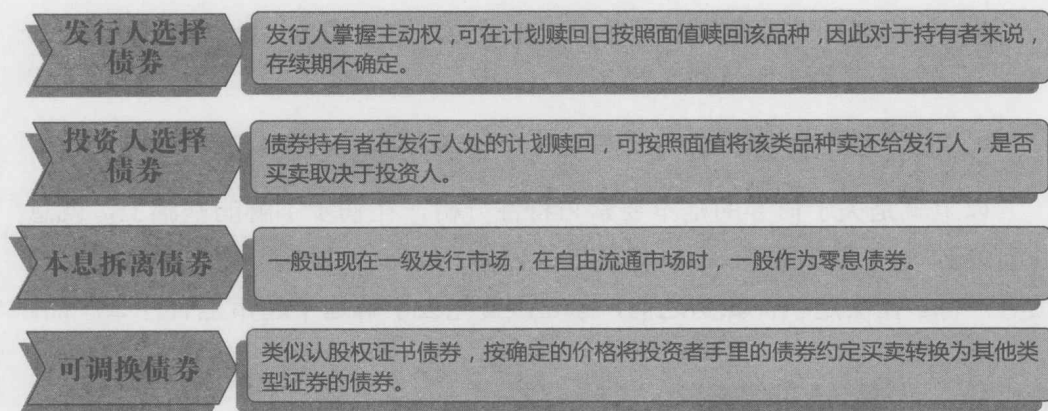 发行人选择
债券
发行人掌握主动权，可在计划赎回日按照面值赎回该品种，因此对于持有者来说，
存续期不确定。
投资人选择
债券
债券持有者在发行人处的计划赎回，可按照面值将该类品种卖还给发行人，是否
买卖取决于投资人。
本息拆离债券
一般出现在一级发行市场，在自由流通市场时，一般作为零息债券。
可调换债券
类似认股权证书债券，按确定的价格将投资者手里的债券约定买卖转换为其他类
型证券的债券。